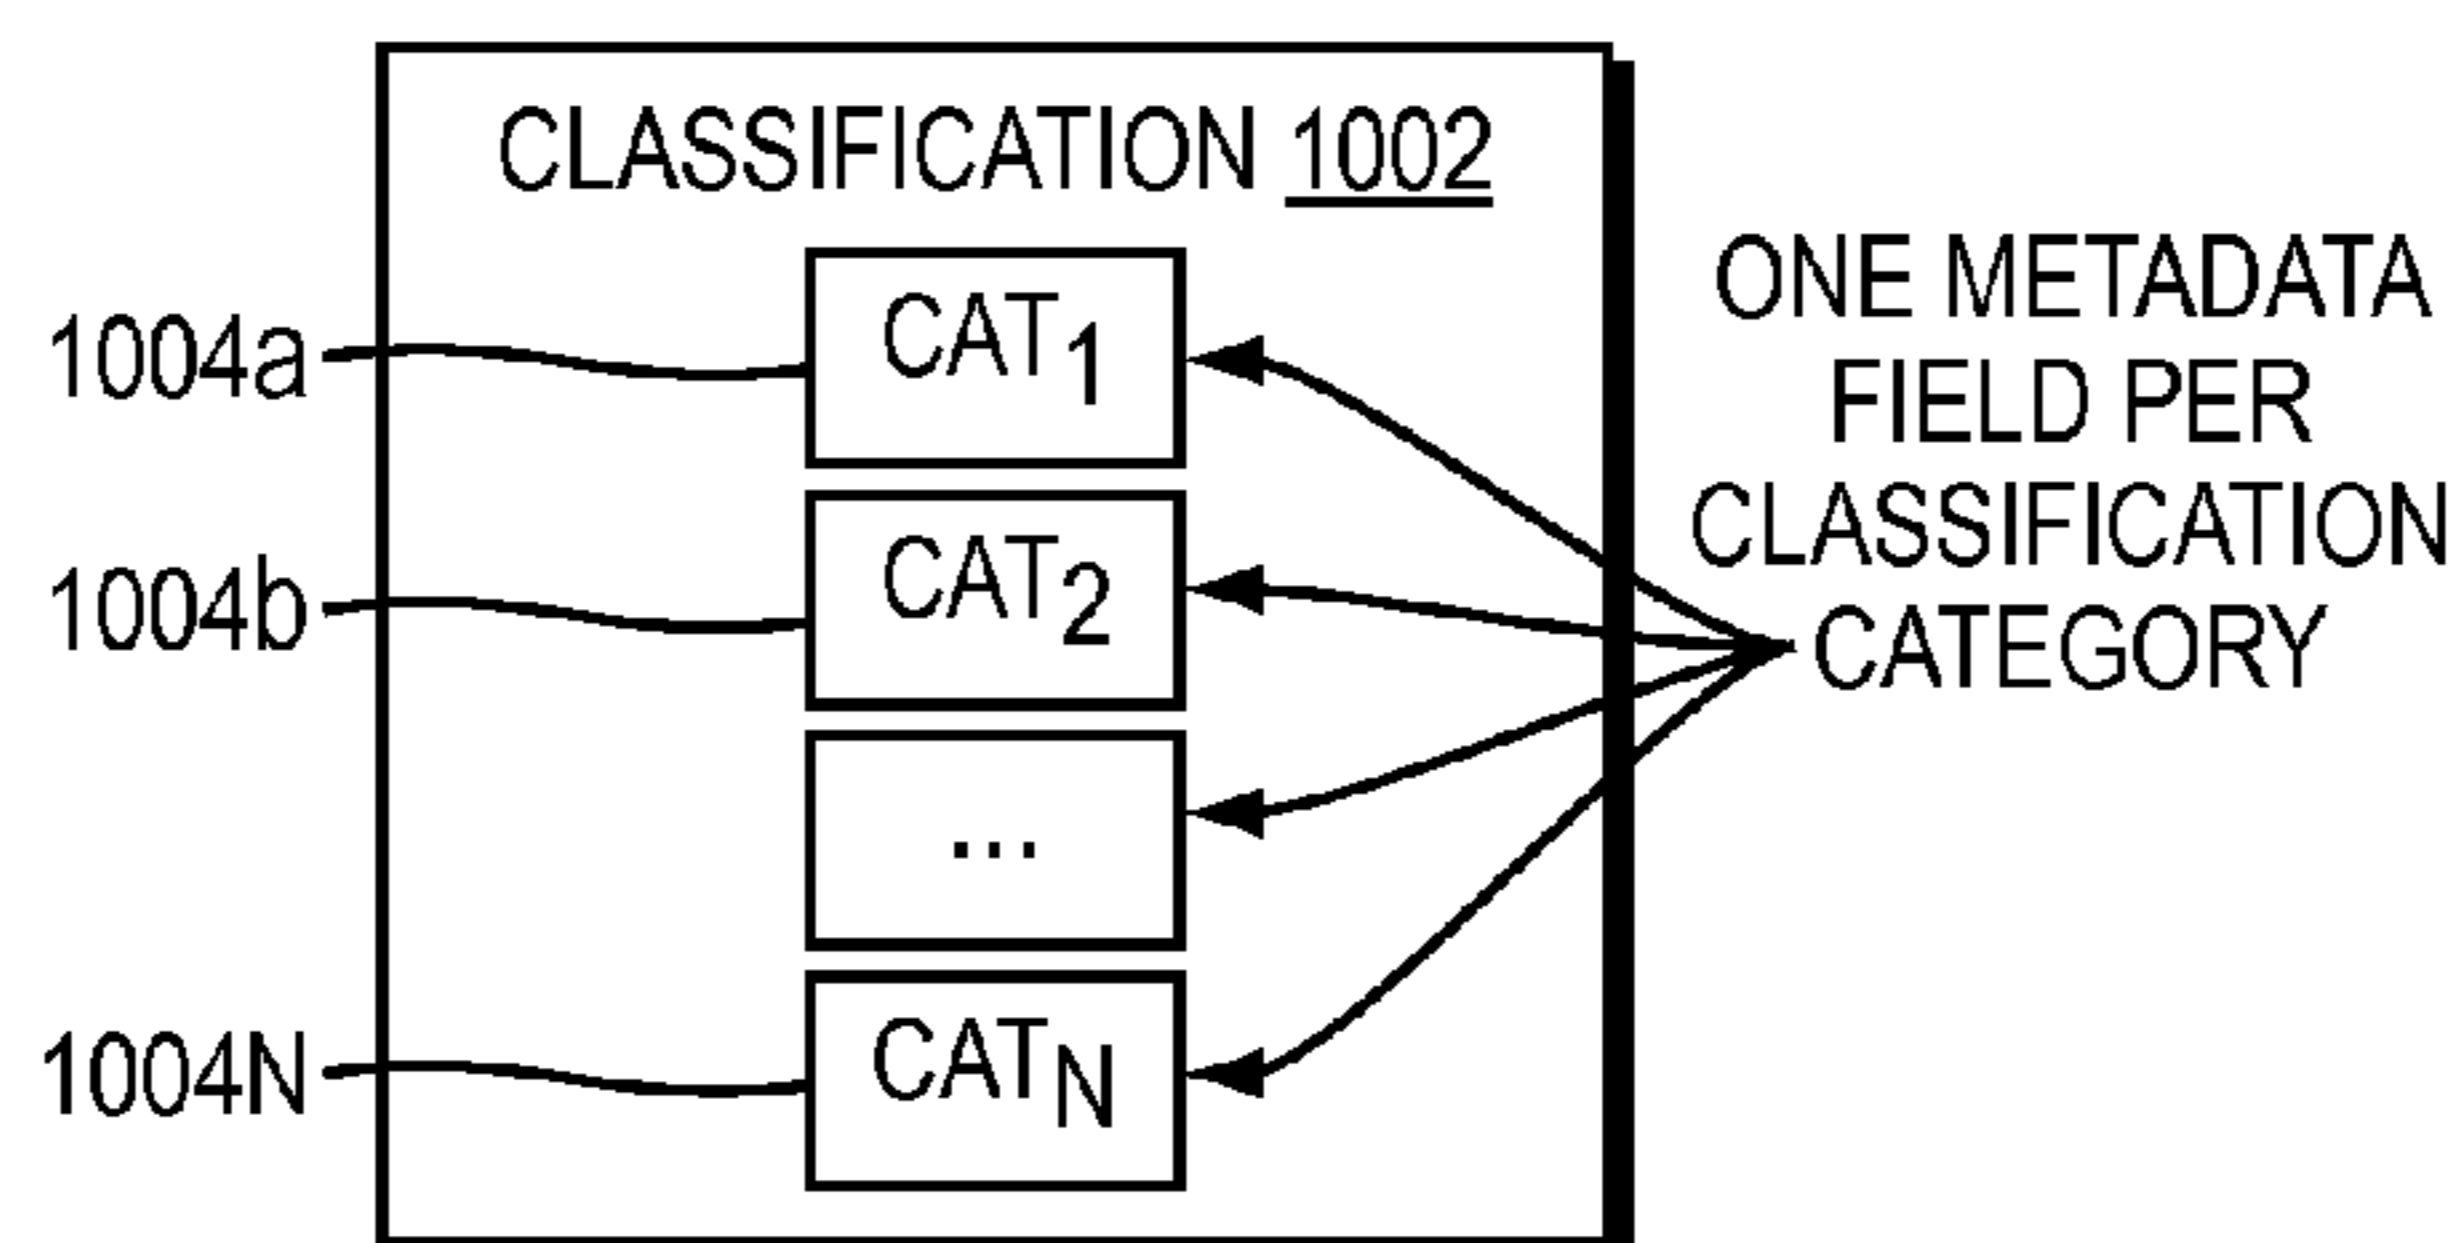 CLASSIFICATION 1002
1004a
CAT1
1004b
CAT2
...
1004N
CATN
ONE METADATA
FIELD PER
CLASSIFICATION
CATEGORY